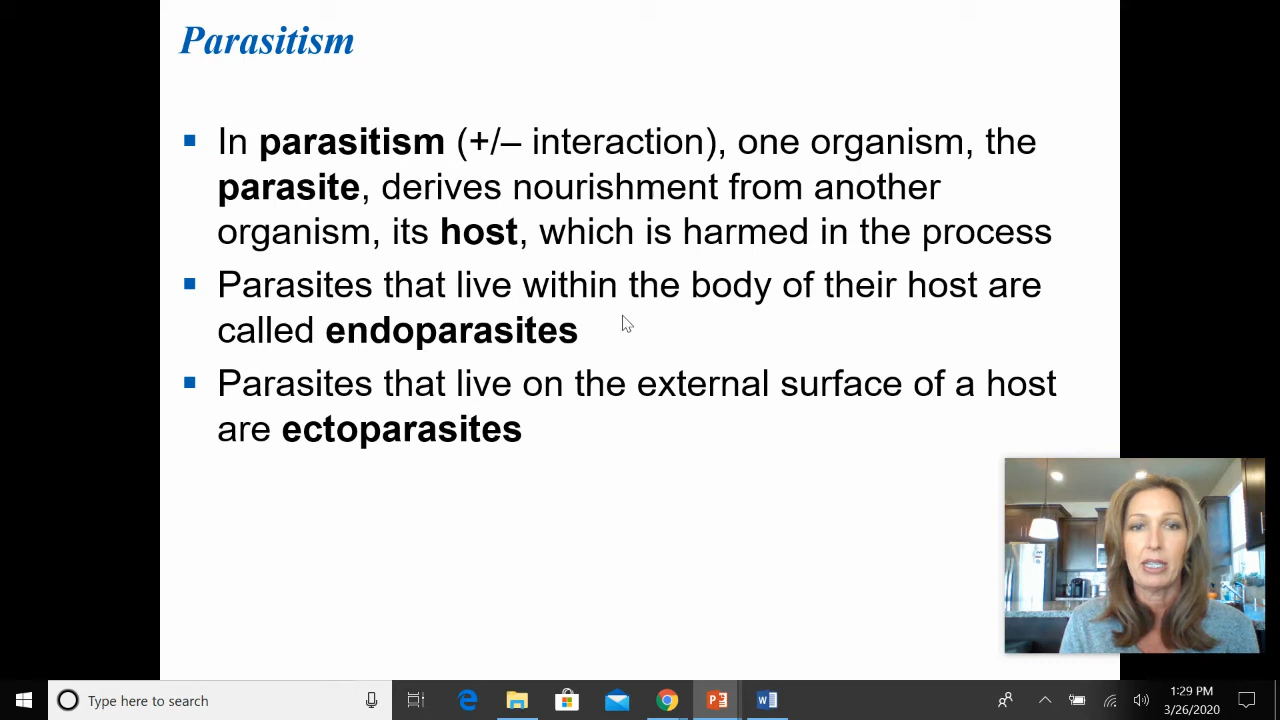 Parasitism
▪ In parasitism (+/– interaction), one organism, the
parasite, derives nourishment from another
organism, its host, which is harmed in the process
▪ Parasites that live within the body of their host are
called endoparasites
▪ Parasites that live on the external surface of a host
are ectoparasites
Type here to search
1:29 PM
3/26/2020